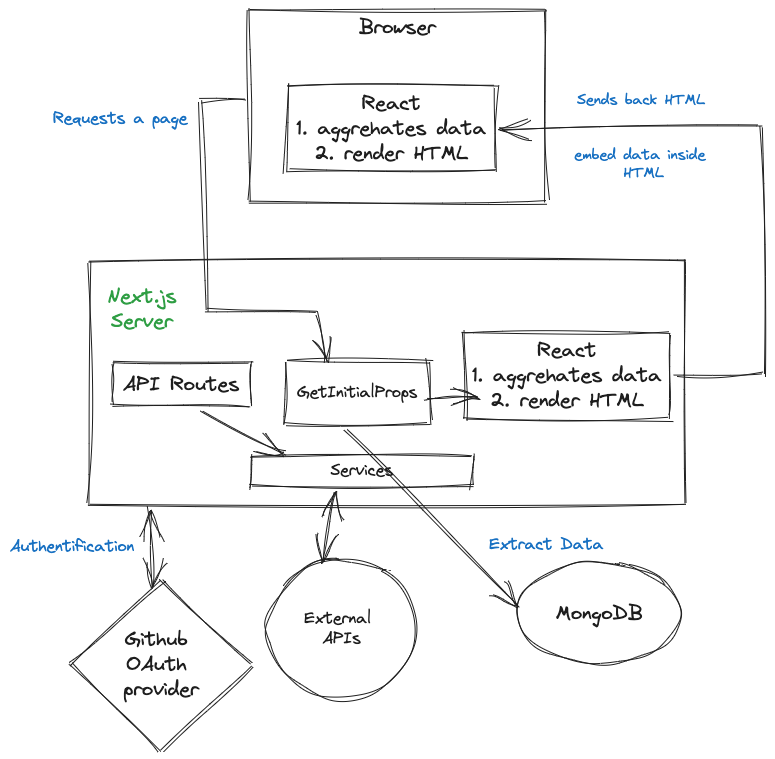 Browser
React
1. aggrehates data
2. render HTML
Requests a page
Sends back HTML
embed data inside
HTML
Next.js
Server
API Routes
GetInitialProps
React
1. aggrehates data
2. render HTML
Services
Authentification
Extract Data
Github
OAuth
provider
External
APIs
MongoDB